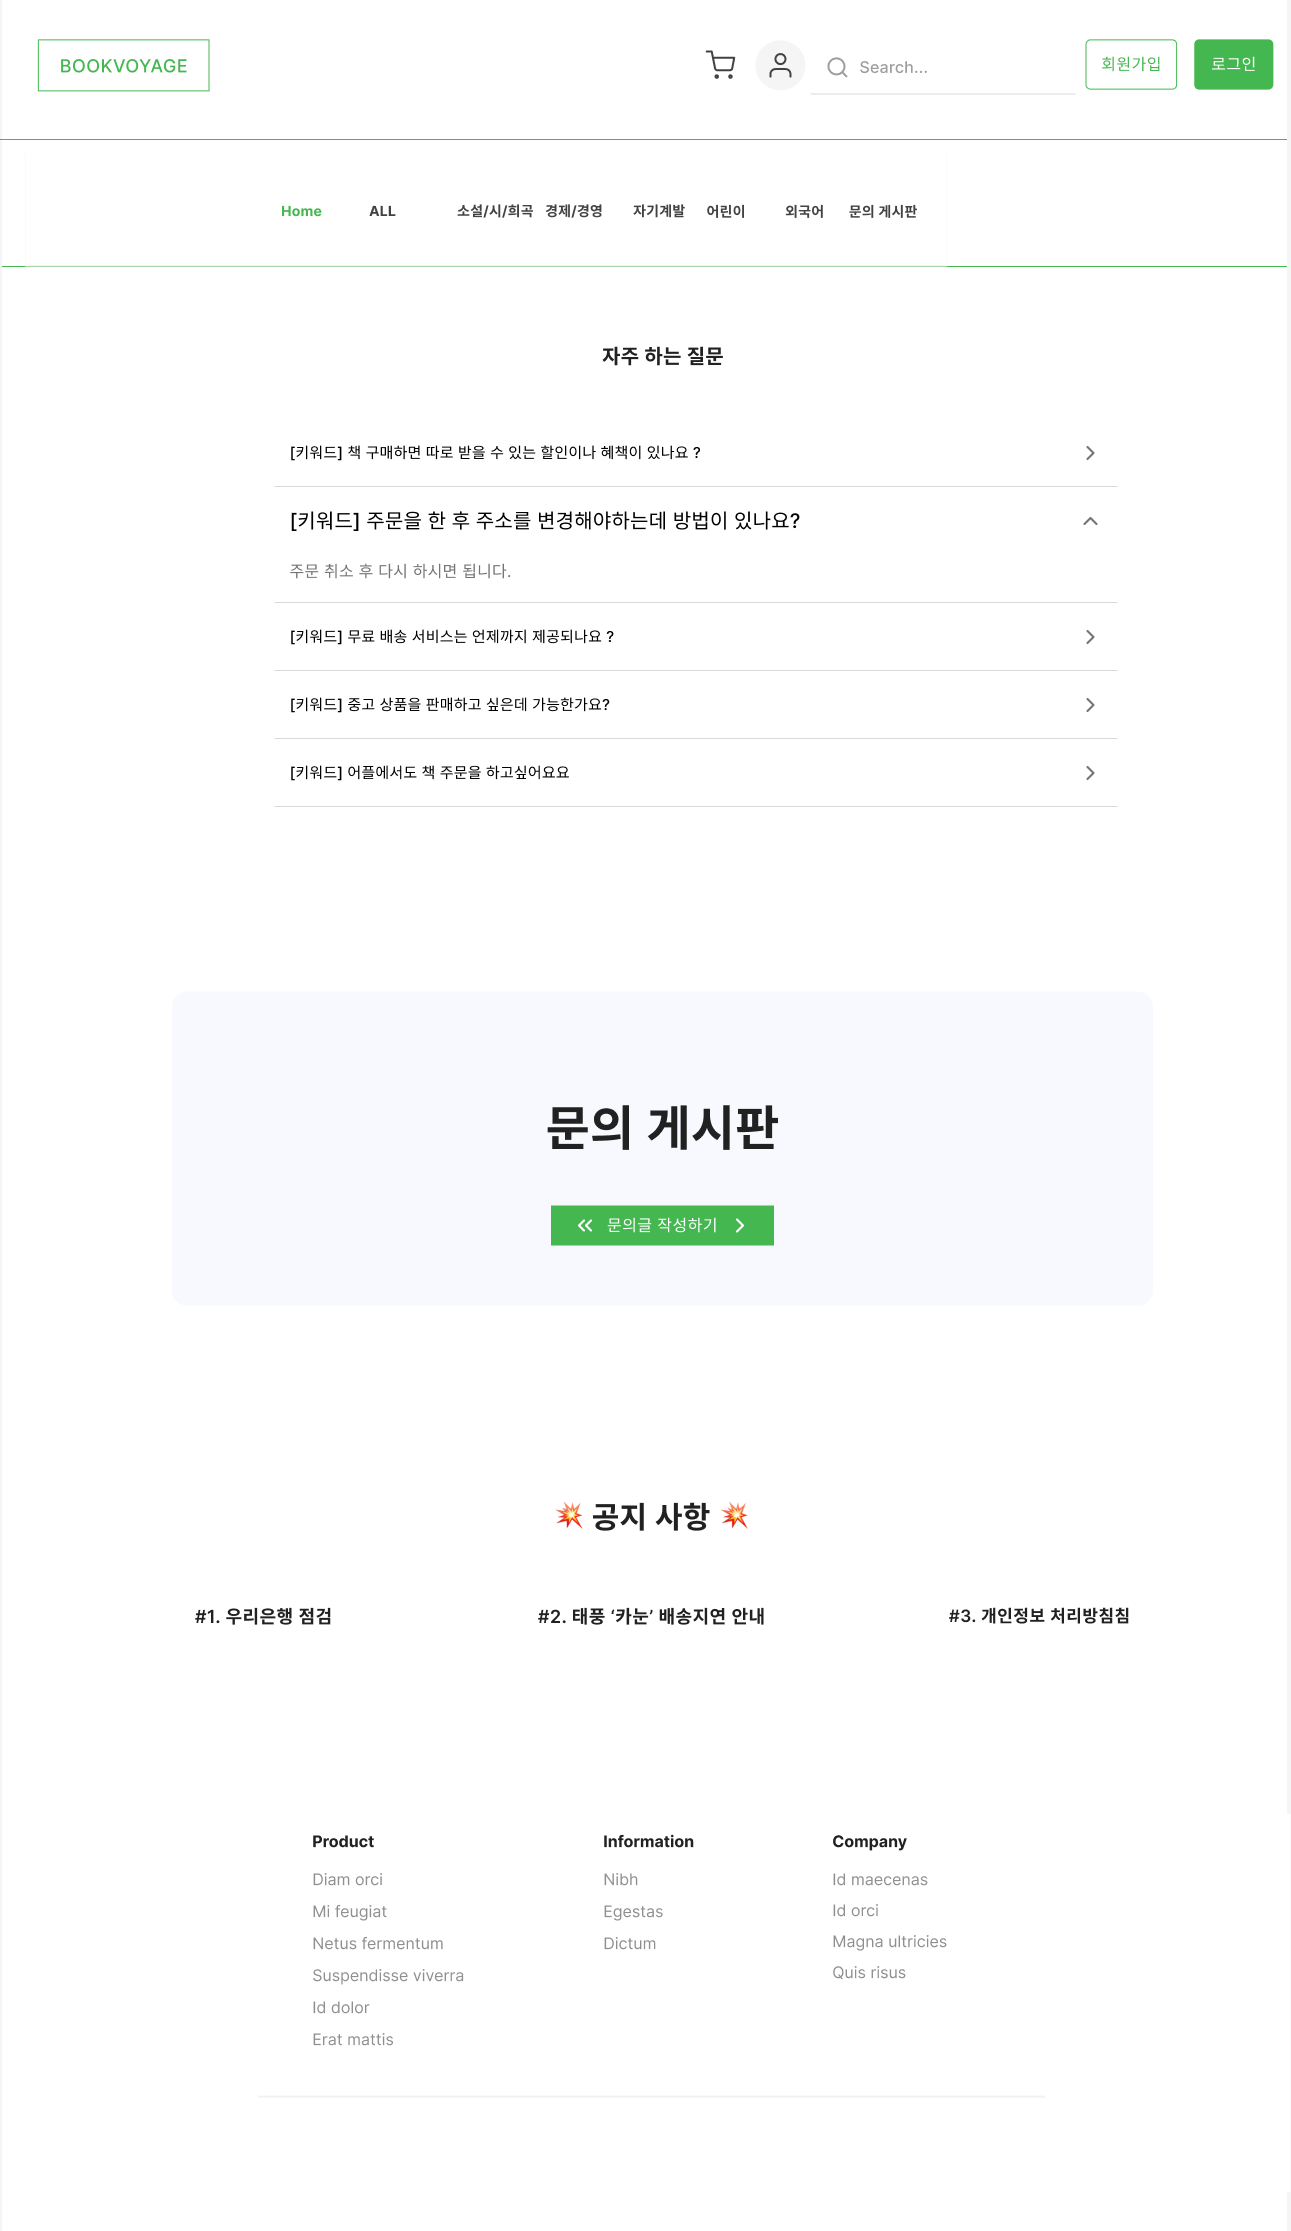 BOOKVOYAGE
Search...
회원가입
로그인
Home ALL 소설/시/희곡 경제/경영 자기계발 어린이 외국어 문의 게시판
자주 하는 질문
[키워드] 책 구매하면 따로 받을 수 있는 할인이나 혜책이 있나요 ?
[키워드] 주문을 한 후 주소를 변경해야하는데 방법이 있나요?
주문 취소 후 다시 하시면 됩니다.
[키워드] 무료 배송 서비스는 언제까지 제공되나요 ?
[키워드] 중고 상품을 판매하고 싶은데 가능한가요?
[키워드] 어플에서도 책 주문을 하고싶어요요
문의 게시판
문의글 작성하기
💥 공지 사항 💥
#1. 우리은행 점검
#2. 태풍 ‘카눈’ 배송지연 안내
#3. 개인정보 처리방침침
Product
Diam orci
Mi feugiat
Netus fermentum
Suspendisse viverra
Id dolor
Erat mattis
Information
Nibh
Egestas
Dictum
Company
Id maecenas
Id orci
Magna ultricies
Quis risus